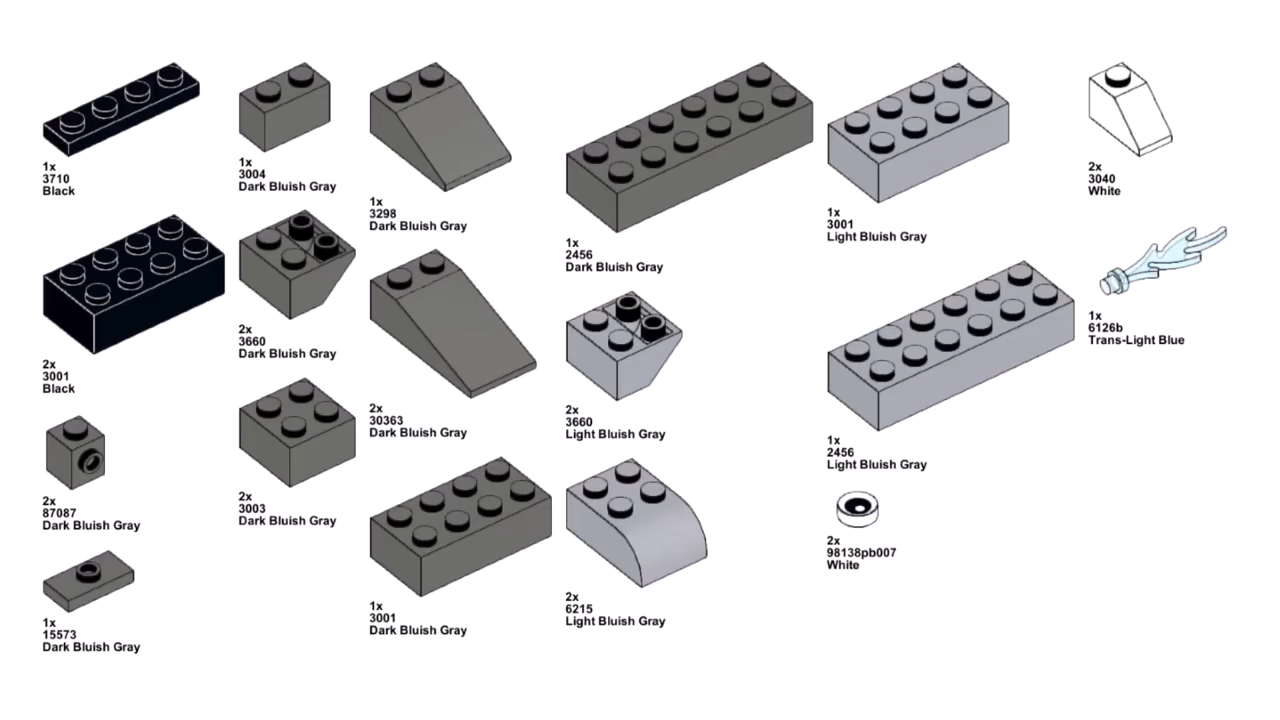 1x
3710
Black
2x
3001
Black
2x
87087
Dark Bluish Gray
1x
15573
Dark Bluish Gray
1x
3004
Dark Bluish Gray
2x
3660
Dark Bluish Gray
2x
3003
Dark Bluish Gray
1x
3298
Dark Bluish Gray
2x
30363
Dark Bluish Gray
1x
3001
Dark Bluish Gray
1x
2456
Dark Bluish Gray
2x
3660
Light Bluish Gray
2x
6215
Light Bluish Gray
1x
3001
Light Bluish Gray
1x
2456
Light Bluish Gray
2x
98138pb007
White
2x
3040
White
1x
6126b
Trans-Light Blue